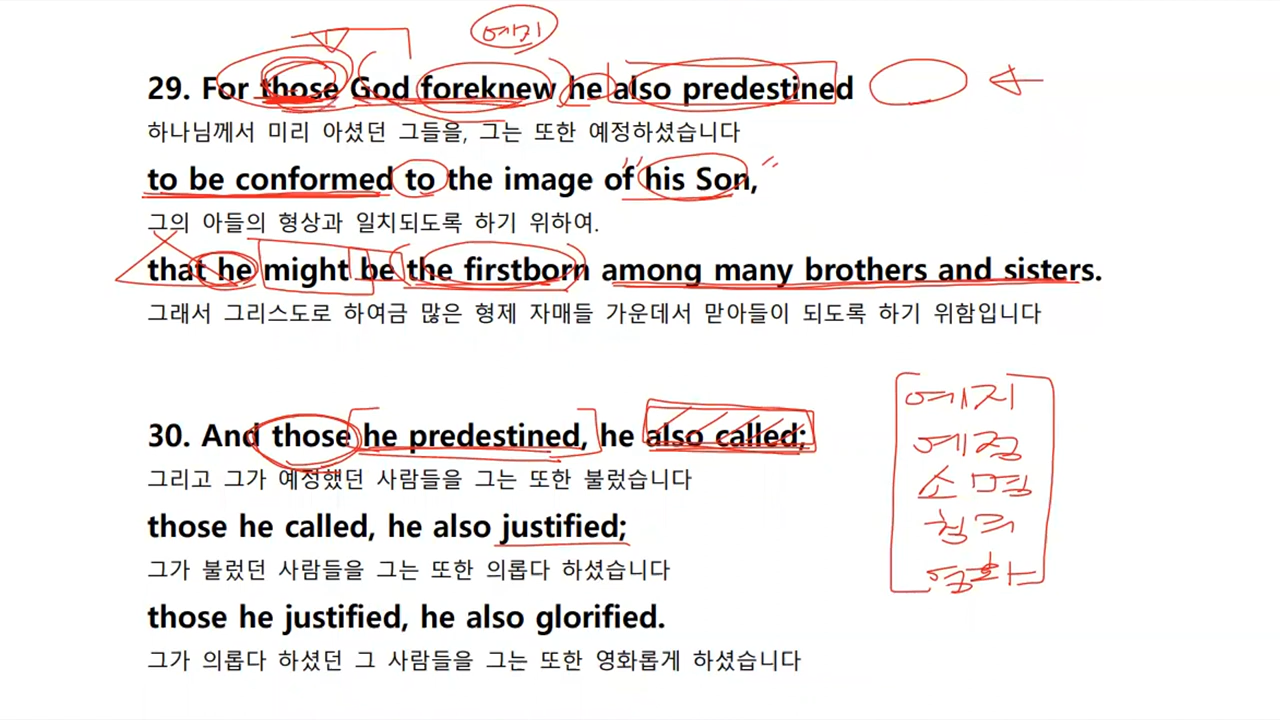 예지
29. For those God foreknew he also predestined
하나님께서 미리 아셨던 그들을, 그는 또한 예정하셨습니다
to be conformed to the image of his Son,
그의 아들의 형상과 일치되도록 하기 위하여.
that he might be the firstborn among many brothers and sisters.
그래서 그리스도로 하여금 많은 형제 자매들 가운데서 맏아들이 되도록 하기 위함입니다
30. And those he predestined, he also called;
그리고 그가 예정했던 사람들을 그는 또한 불렀습니다
those he called, he also justified;
그가 불렀던 사람들을 그는 또한 의롭다 하셨습니다
those he justified, he also glorified.
그가 의롭다 하셨던 그 사람들을 그는 또한 영화롭게 하셨습니다
예지
예정
소명
칭의
영화